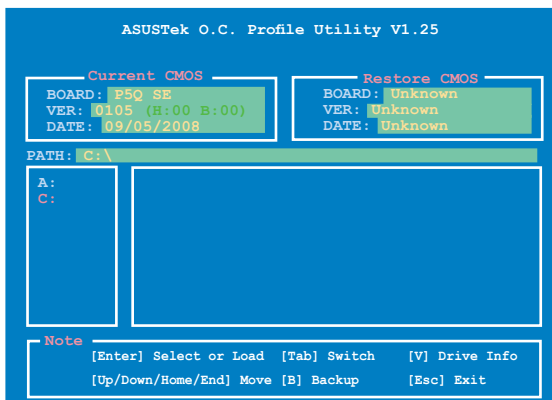 ASUSTek O.C. Profile Utility V1.25
Current CMOS
BOARD: P5Q SE
VER: 0105 (H:00 B:00)
DATE: 09/05/2008
Restore CMOS
BOARD: Unknown
VER: Unknown
DATE: Unknown
PATH: C:\
A:
C:
Note
[Enter] Select or Load [Tab] Switch [V] Drive Info
[Up/Down/Home/End] Move [B] Backup [Esc] Exit